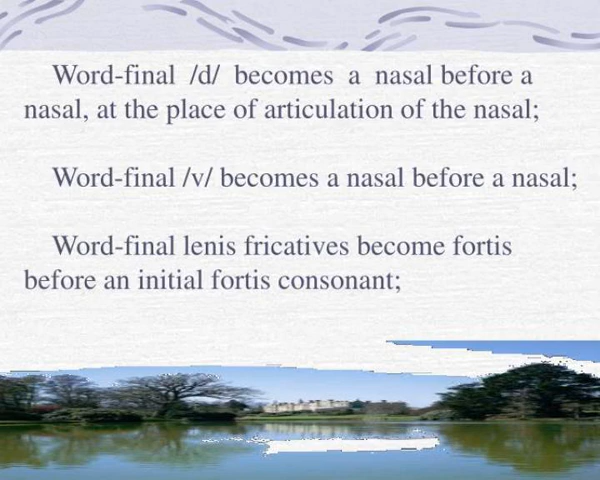 Word-final /d/ becomes a nasal before a
nasal, at the place of articulation of the nasal;
Word-final /v/ becomes a nasal before a nasal;
Word-final lenis fricatives become fortis
before an initial fortis consonant;